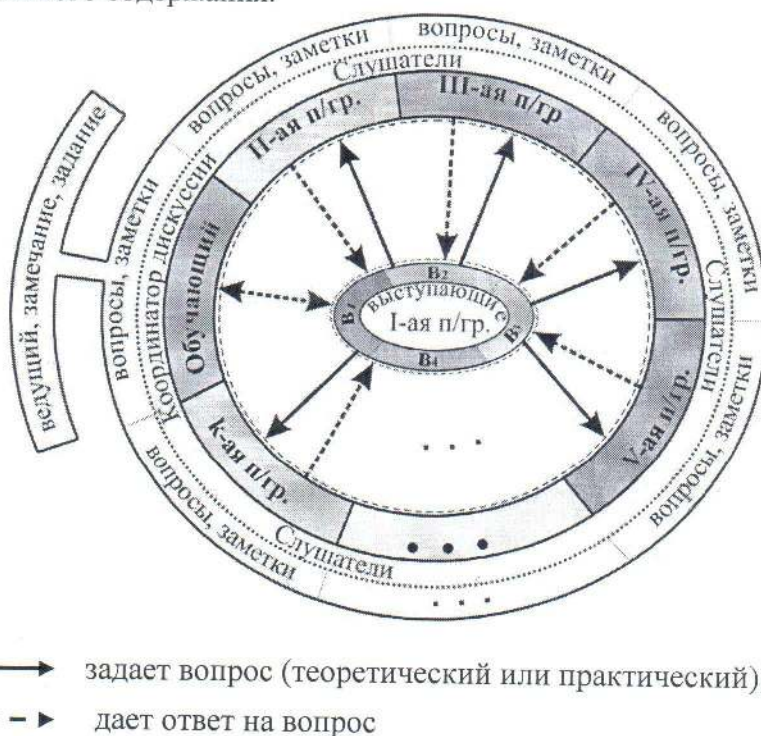 содержания.
вопросы, заметки
вопросы, заметки
вопросы, заметки
вопросы, заметки
вопросы, заметки
вопросы, заметки
Слушатели
Слушатели
Слушатели
Координатор дискуссии
ведущий, замечание, задание
II-ая п/гр.
III-ая п/гр
IV-ая п/гр.
V-ая п/гр.
k-ая п/гр.
Обучающий
В1
В2
В4
выступающие
I-ая п/гр.
. . .
• • •
. . .
задает вопрос (теоретический или практический)
дает ответ на вопрос